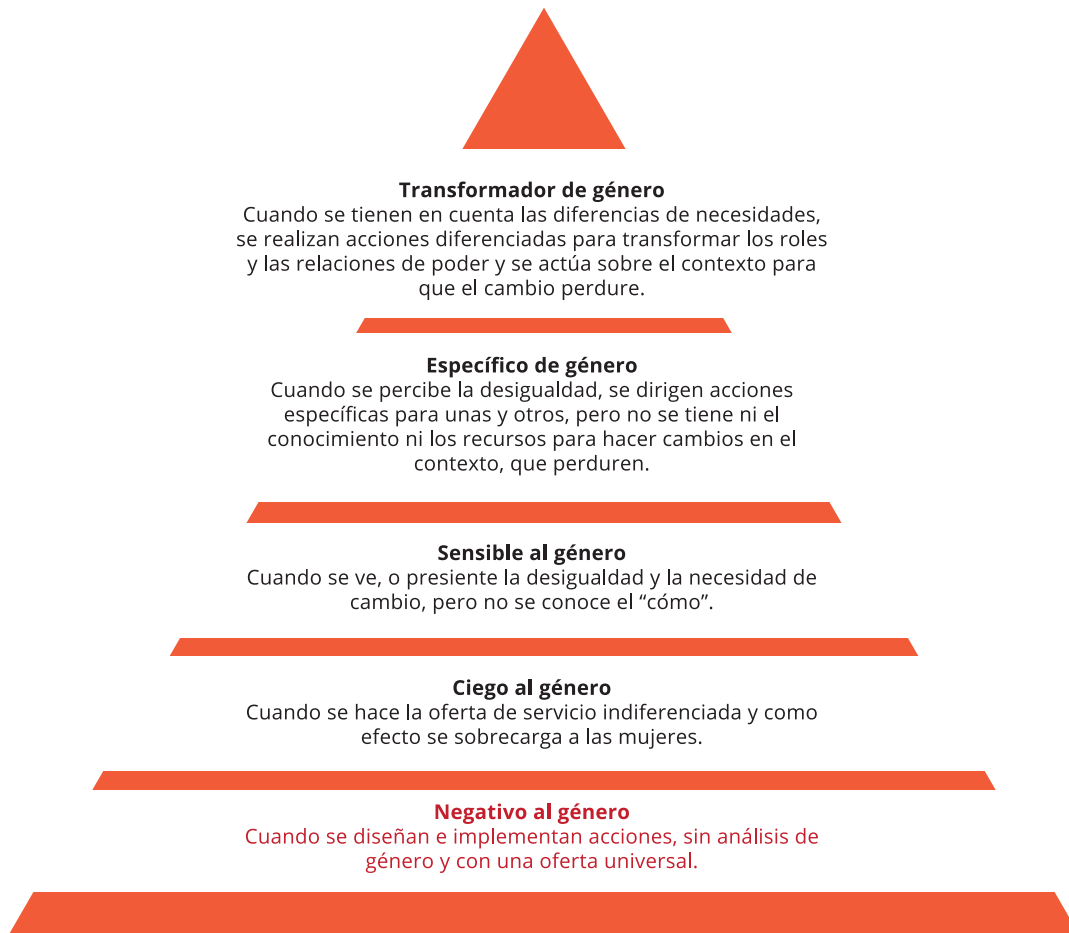 Transformador de género
Cuando se tienen en cuenta las diferencias de necesidades,
se realizan acciones diferenciadas para transformar los roles
y las relaciones de poder y se actúa sobre el contexto para
que el cambio perdure.
Específico de género
Cuando se percibe la desigualdad, se dirigen acciones
específicas para unas y otros, pero no se tiene ni el
conocimiento ni los recursos para hacer cambios en el
contexto, que perduren.
Sensible al género
Cuando se ve, o presiente la desigualdad y la necesidad de
cambio, pero no se conoce el “cómo”.
Ciego al género
Cuando se hace la oferta de servicio indiferenciada y como
efecto se sobrecarga a las mujeres.
Negativo al género
Cuando se diseñan e implementan acciones, sin análisis de
género y con una oferta universal.